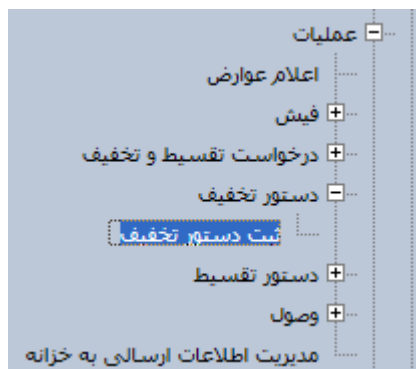 عملیات
اعلام عوارض
فیش
درخواست تقسیط و تخفیف
دستور تخفیف
ثبت دستور تخفیف
دستور تقسیط
وصول
مدیریت اطلاعات ارسالی به خزانه